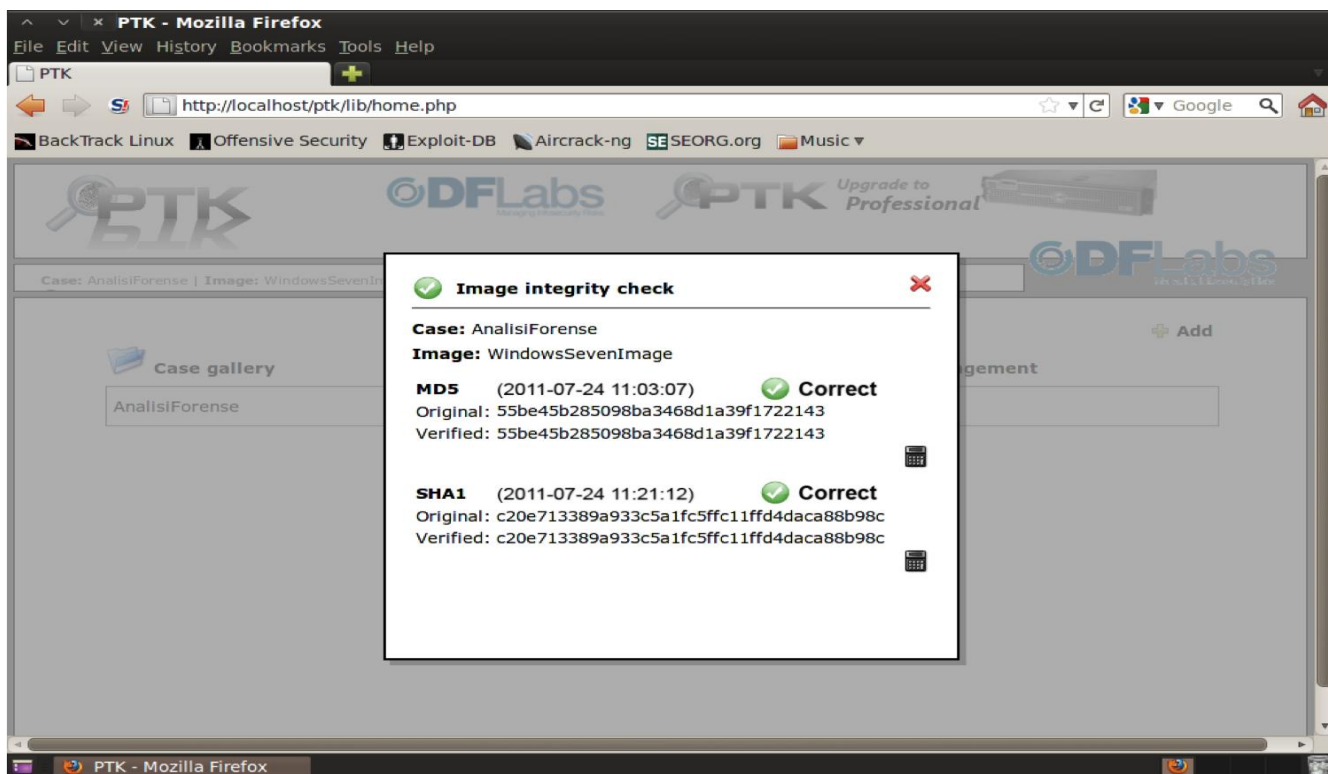 PTK - Mozilla Firefox
File Edit View History Bookmarks Tools Help
PTK
http://localhost/ptk/lib/home.php
Google
BackTrack Linux Offensive Security Exploit-DB Aircrack-ng SE SEORG.org Music
PTK DFLabs PTK Upgrade to Professional
DFLabs
Case: AnalisiForense | Image: WindowsSevenIm
Image integrity check
Case: AnalisiForense
Image: WindowsSevenImage
Add
Case gallery
gement
AnalisiForense
MD5 (2011-07-24 11:03:07) Correct
Original: 55be45b285098ba3468d1a39f1722143
Verified: 55be45b285098ba3468d1a39f1722143
SHA1 (2011-07-24 11:21:12) Correct
Original: c20e713389a933c5a1fc5ffc11ffd4daca88b98c
Verified: c20e713389a933c5a1fc5ffc11ffd4daca88b98c
PTK - Mozilla Firefox